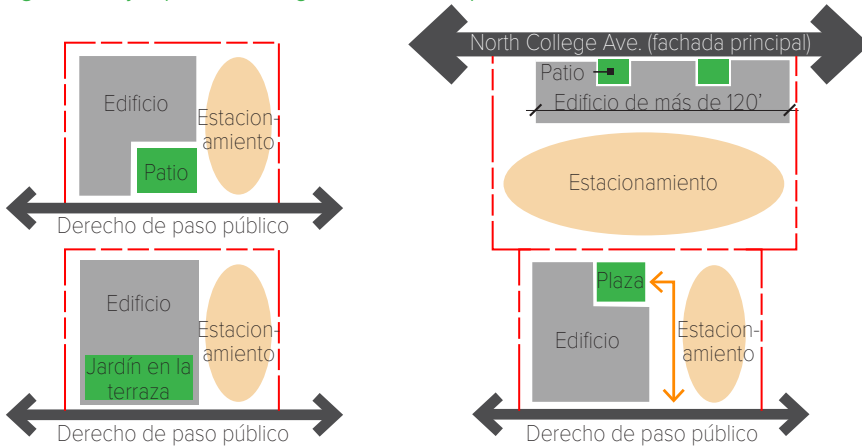 Edificio
Estacion-
amiento
Patio
Derecho de paso público
Edificio
Estacion-
amiento
Jardín en la
terraza
Derecho de paso público
North College Ave. (fachada principal)
Patio
Edificio de más de 120'
Estacionamiento
Plaza
Edificio
Estacion-
amiento
Derecho de paso público